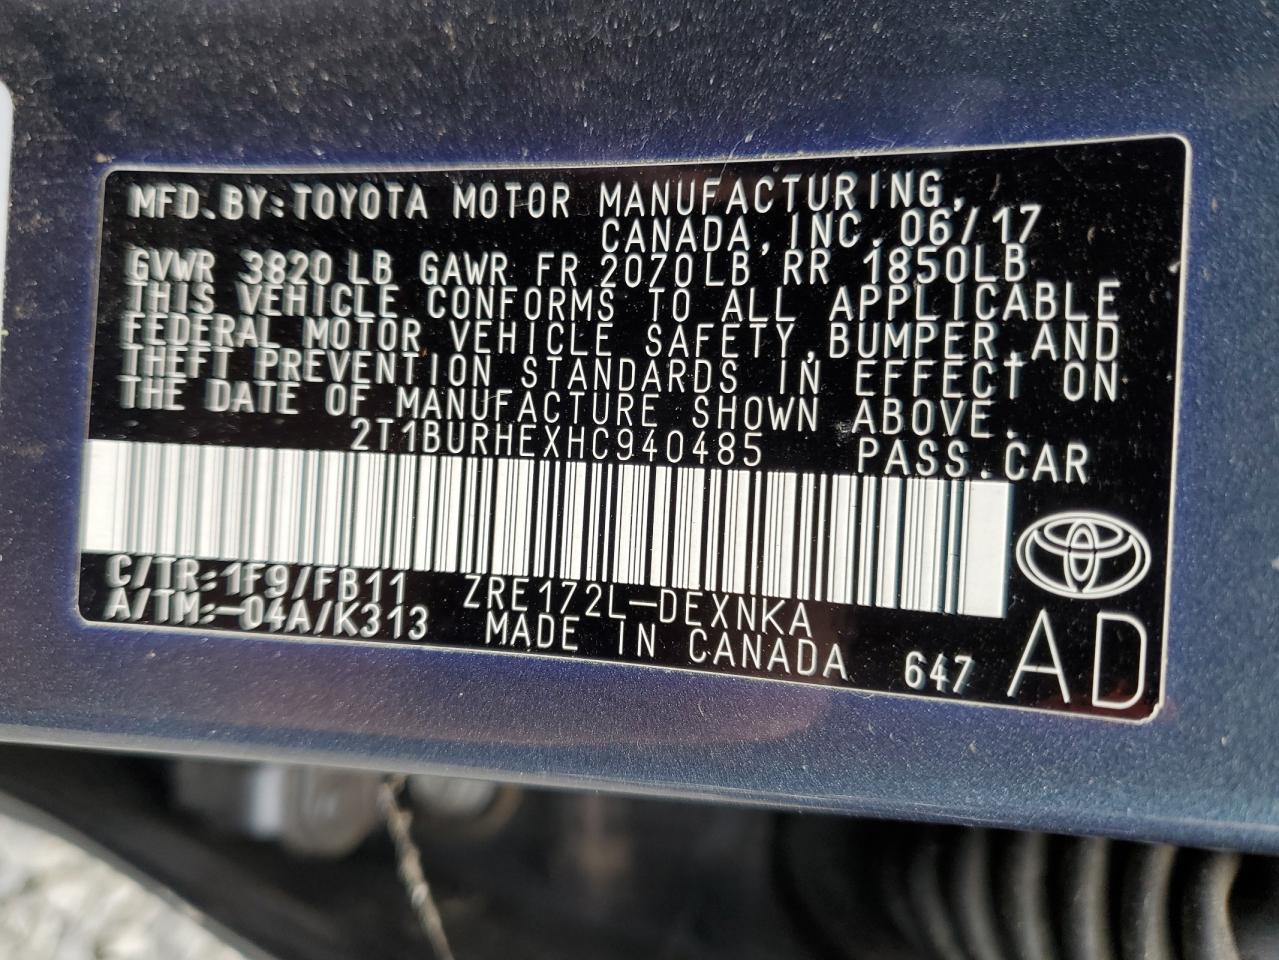 MFD.BY:TOYOTA MOTOR MANUFACTURING,
CANADA,INC. 06/17
GVWR 3820LB GAWR FR 2070LB RR 1850LB
THIS VEHICLE CONFORMS TO ALL APPLICABLE
FEDERAL MOTOR VEHICLE SAFETY,BUMPER,AND
THEFT PREVENTION STANDARDS IN EFFECT ON
THE DATE OF MANUFACTURE SHOWN ABOVE.
2T1BURHEXHC940485 PASS.CAR
C/TR:1F9/FB11 ZRE172L-DEXNKA
A/TM:-04A/K313 MADE IN CANADA 647 AD